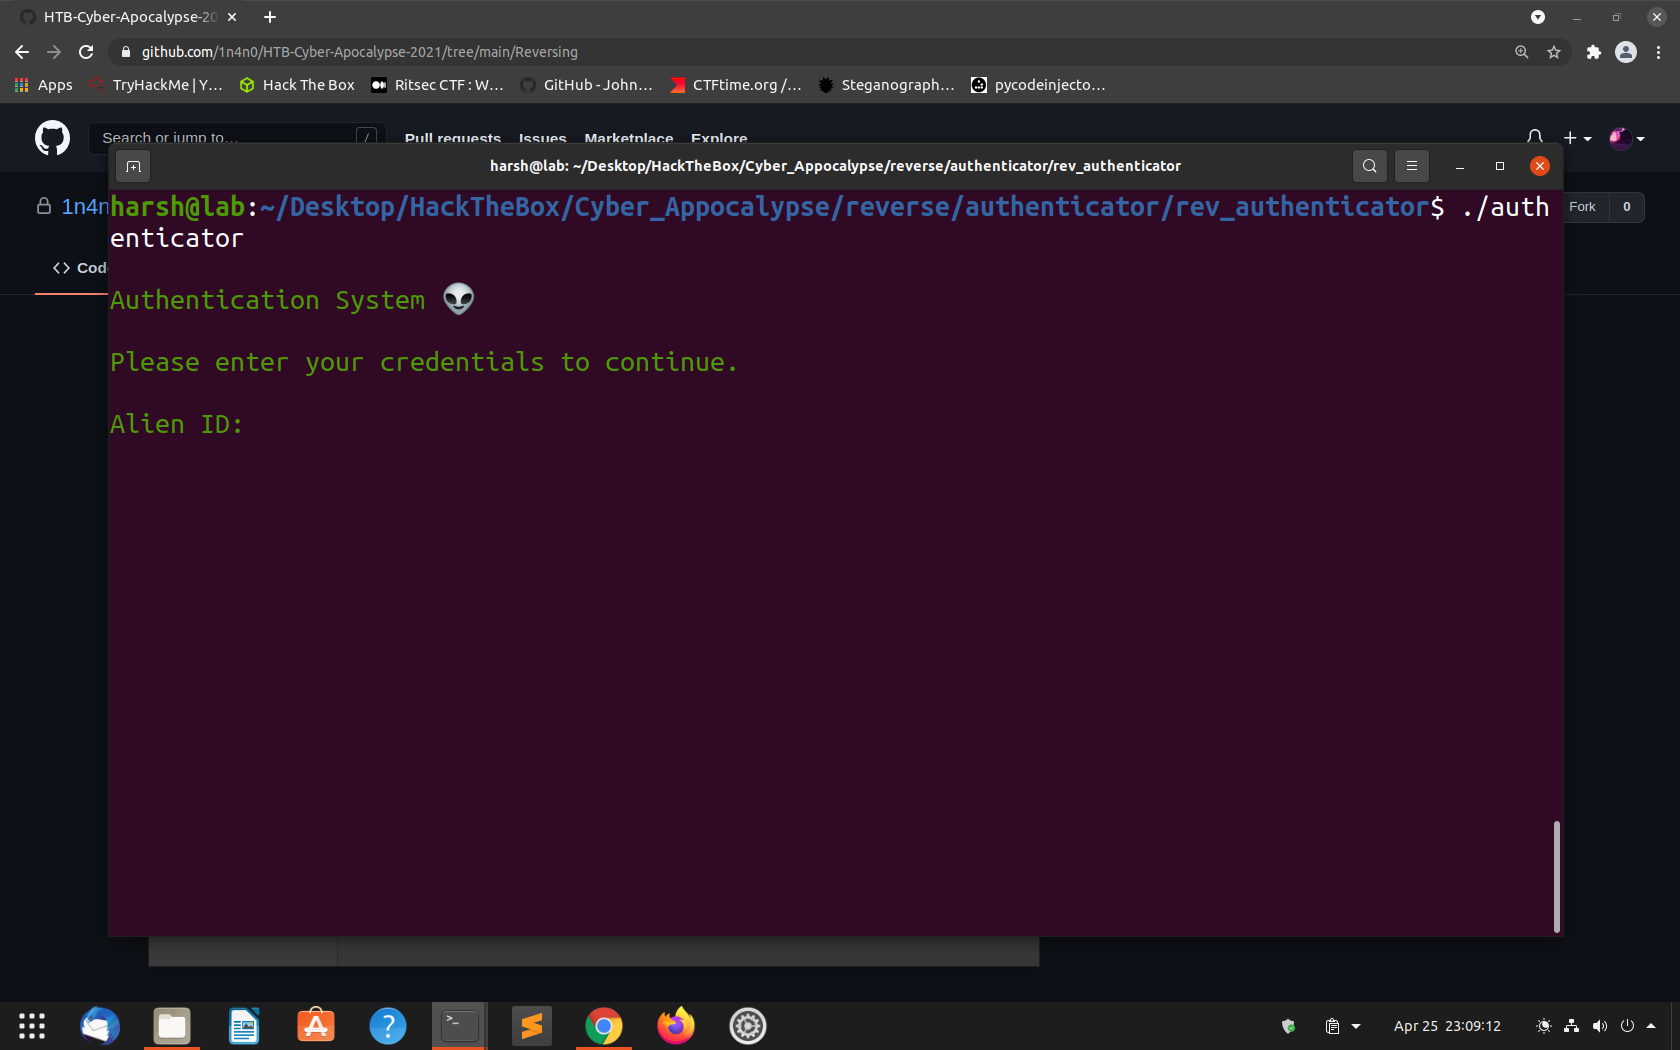 HTB-Cyber-Apocalypse-20
github.com/1n4n0/HTB-Cyber-Apocalypse-2021/tree/main/Reversing
Apps TryHackMe | Y… Hack The Box Ritsec CTF : W… GitHub - John… CTFtime.org /… Steganograph… pycodeinjecto…
Search or jump to… / Pull requests Issues Marketplace Explore
harsh@lab: ~/Desktop/HackTheBox/Cyber_Appocalypse/reverse/authenticator/rev_authenticator
1n4n
Fork 0
harsh@lab:~/Desktop/HackTheBox/Cyber_Appocalypse/reverse/authenticator/rev_authenticator$ ./auth
enticator
Code
Authentication System 👽
Please enter your credentials to continue.
Alien ID:
Apr 25 23:09:12